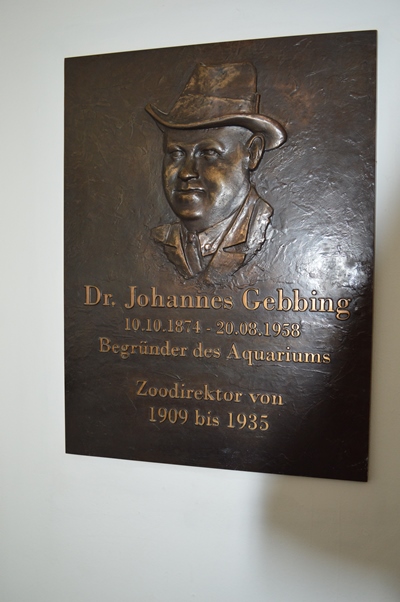 Dr. Johannes Gebbing
10.10.1874 - 20.08.1958
Begründer des Aquariums
Zoodirektor von
1909 bis 1935